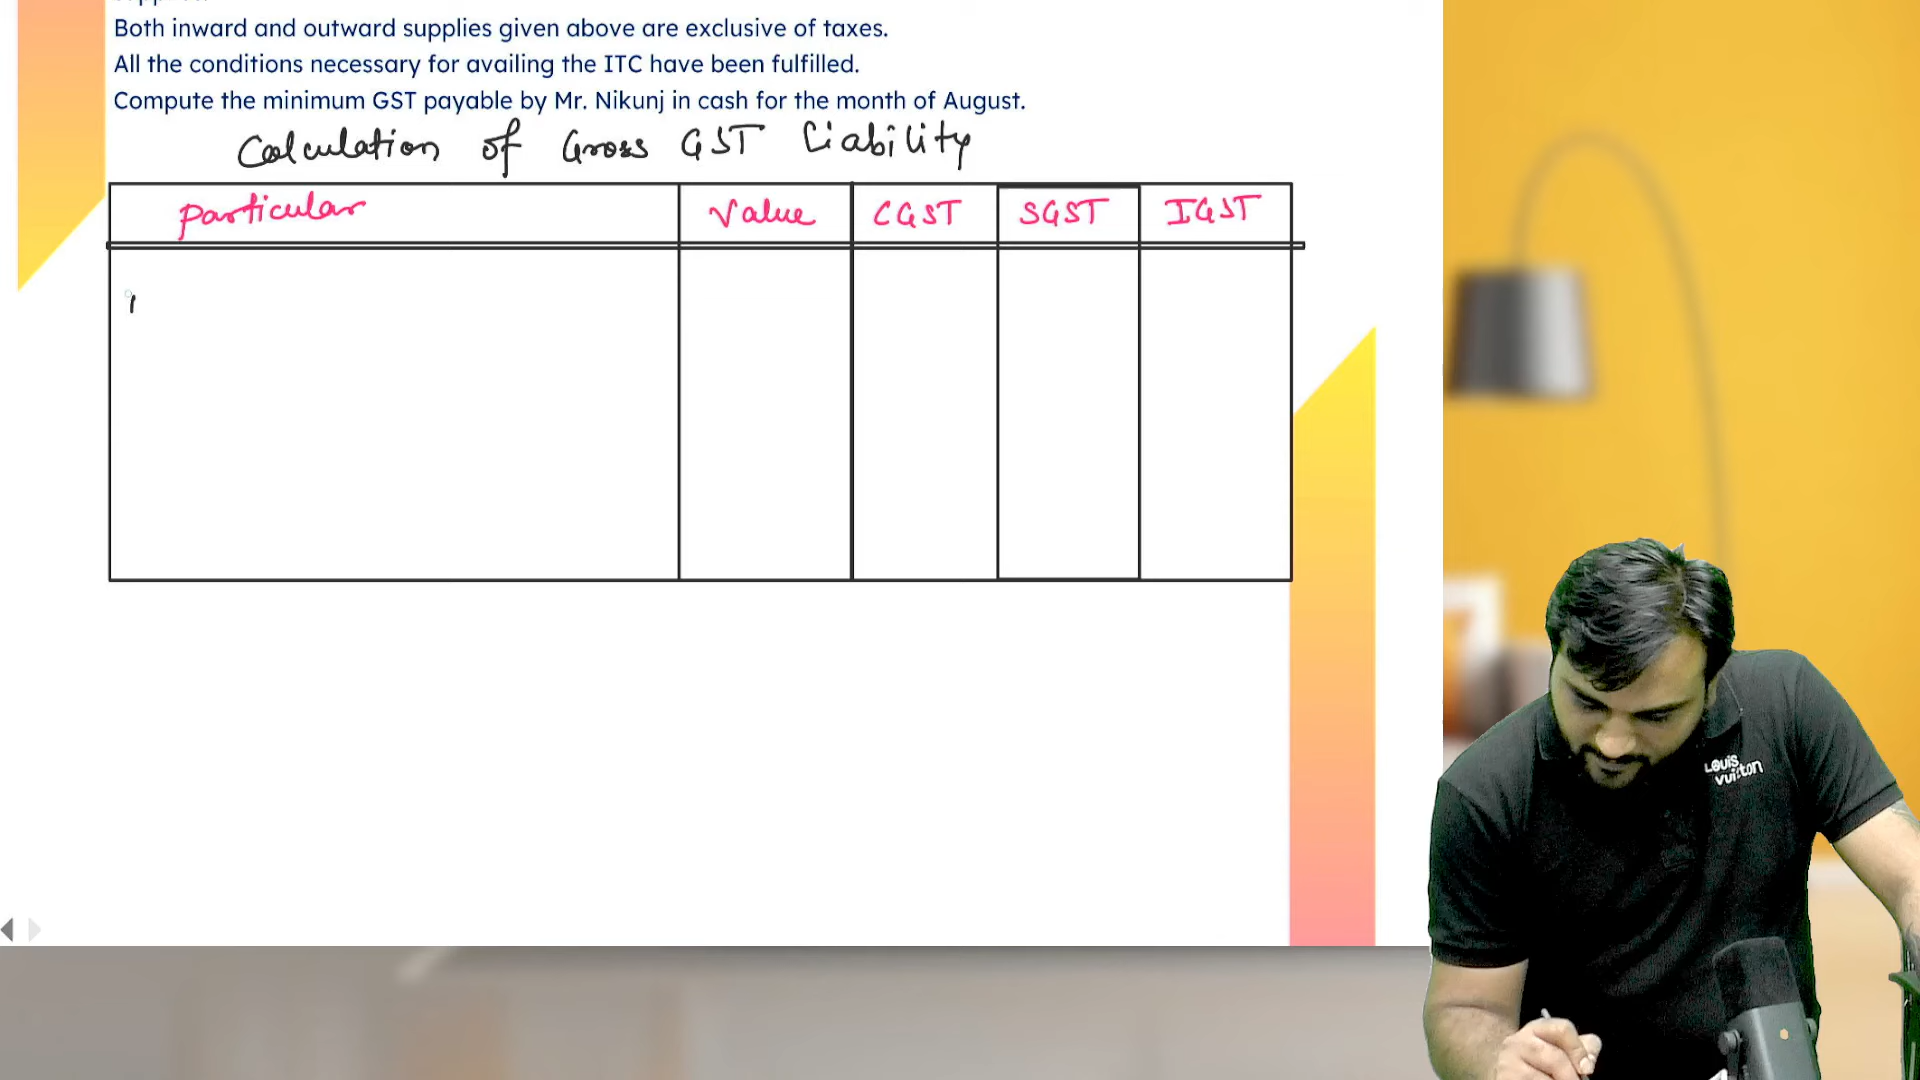 Both inward and outward supplies given above are exclusive of taxes.
All the conditions necessary for availing the ITC have been fulfilled.
Compute the minimum GST payable by Mr. Nikunj in cash for the month of August.
Calculation of Gross GST Liability
Particular Value CGST SGST IGST
Louis
vuitton